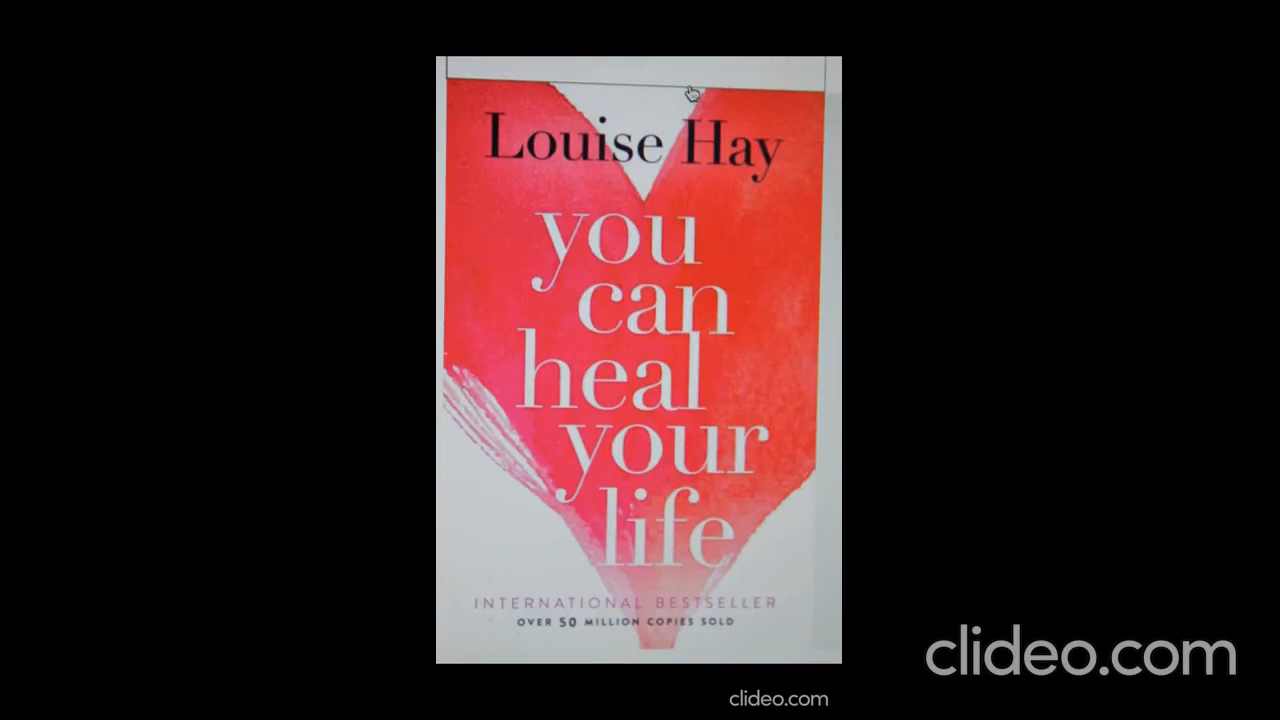 Louise Hay
you
can
heal
your
life
INTERNATIONAL BESTSELLER
OVER 50 MILLION COPIES SOLD
clideo.com
clideo.com